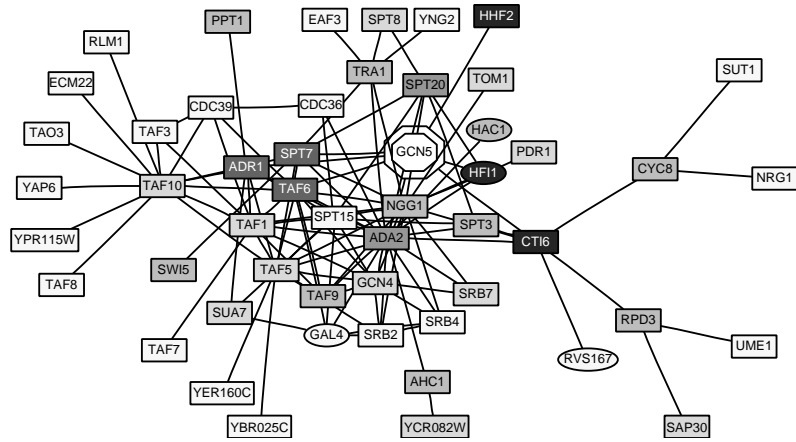 PPT1
EAF3
SPT8
YNG2
HHF2
RLM1
TRA1
SUT1
ECM22
SPT20
TOM1
CDC39
CDC36
TAO3
TAF3
HAC1
GCN5
SPT7
PDR1
ADR1
HFI1
CYC8
NRG1
YAP6
TAF10
TAF6
NGG1
SPT15
TAF1
SPT3
YPR115W
ADA2
CTI6
SWI5
TAF5
TAF8
GCN4
TAF9
SRB7
SUA7
RPD3
SRB4
GAL4
SRB2
UME1
TAF7
RVS167
AHC1
YER160C
YBR025C
YCR082W
SAP30